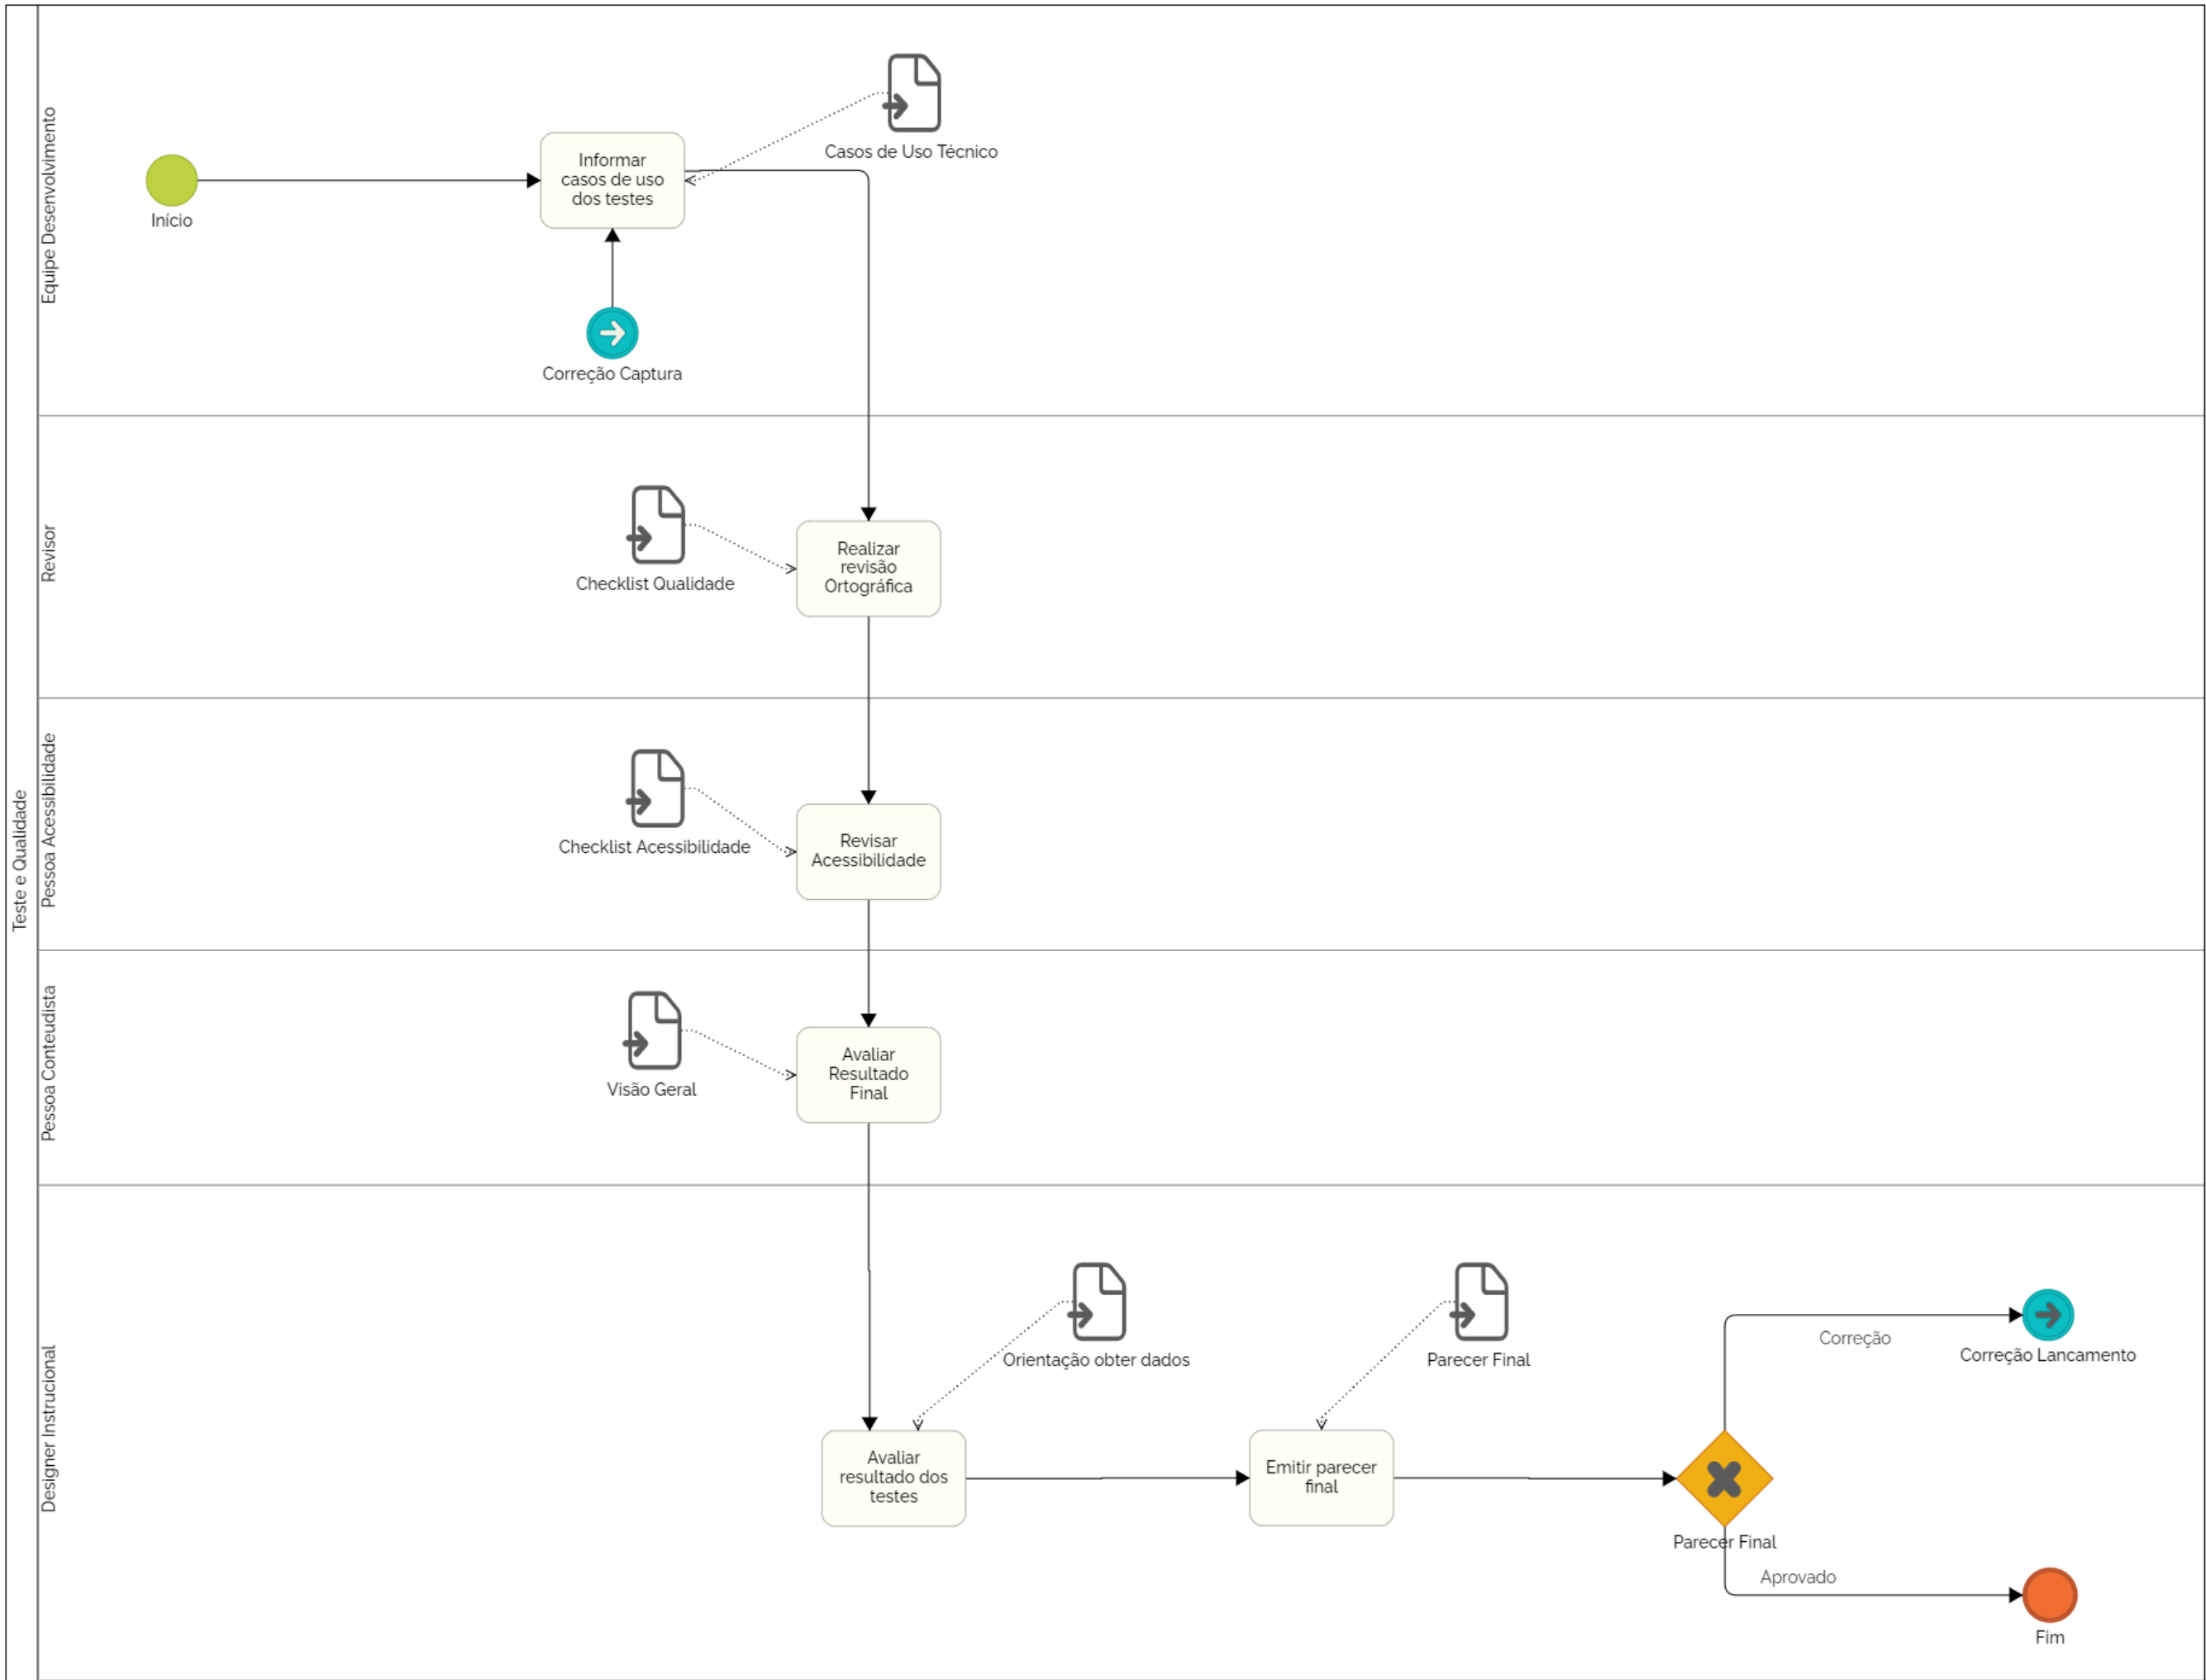 Teste e Qualidade
Equipe Desenvolvimento
Início
Informar
casos de uso
dos testes
Casos de Uso Técnico
Correção Captura
Revisor
Checklist Qualidade
Realizar
revisão
Ortográfica
Pessoa Acessibilidade
Checklist Acessibilidade
Revisar
Acessibilidade
Pessoa Conteudista
Visão Geral
Avaliar
Resultado
Final
Designer Instrucional
Orientação obter dados
Parecer Final
Avaliar
resultado dos
testes
Emitir parecer
final
Parecer Final
Correção
Correção Lancamento
Aprovado
Fim